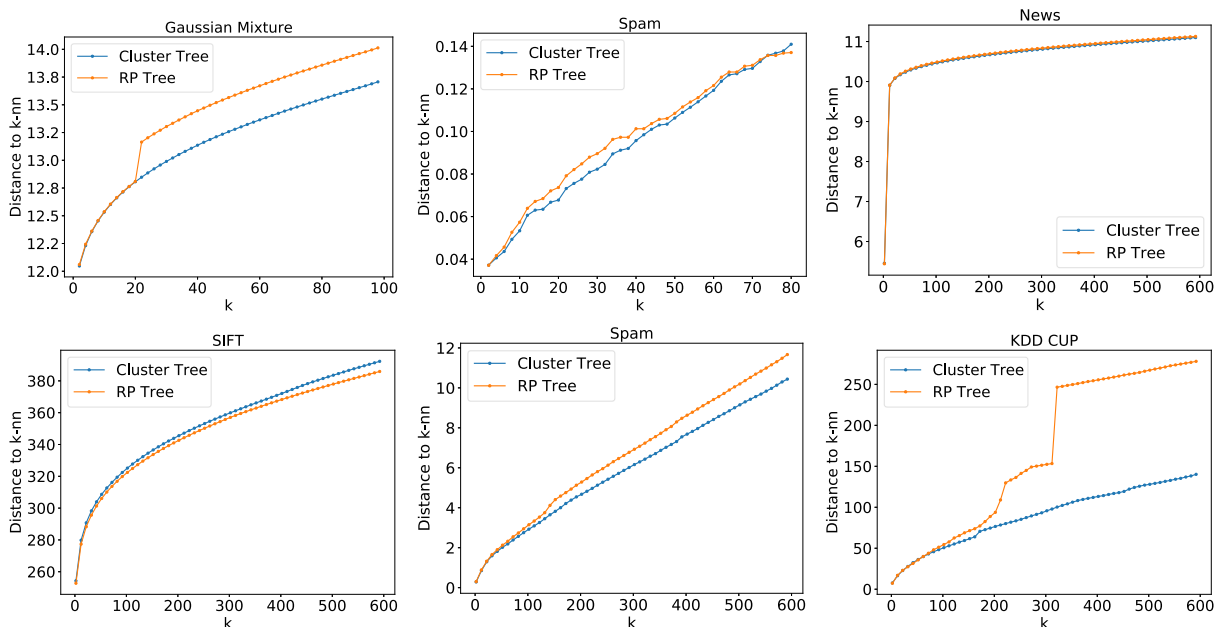 Gaussian Mixture
Distance to k-nn
14.0
13.8
13.5
13.2
13.0
12.8
12.5
12.2
12.0
Cluster Tree
RP Tree
0 20 40 60 80 100
k
Spam
Distance to k-nn
0.14
0.12
0.10
0.08
0.06
0.04
Cluster Tree
RP Tree
0 10 20 30 40 50 60 70 80
k
News
Distance to k-nn
11
10
9
8
7
6
Cluster Tree
RP Tree
0 100 200 300 400 500 600
k
SIFT
Distance to k-nn
380
360
340
320
300
280
260
Cluster Tree
RP Tree
0 100 200 300 400 500 600
k
Spam
Distance to k-nn
12
10
8
6
4
2
0
Cluster Tree
RP Tree
0 100 200 300 400 500 600
k
KDD CUP
Distance to k-nn
250
200
150
100
50
0
Cluster Tree
RP Tree
0 100 200 300 400 500 600
k